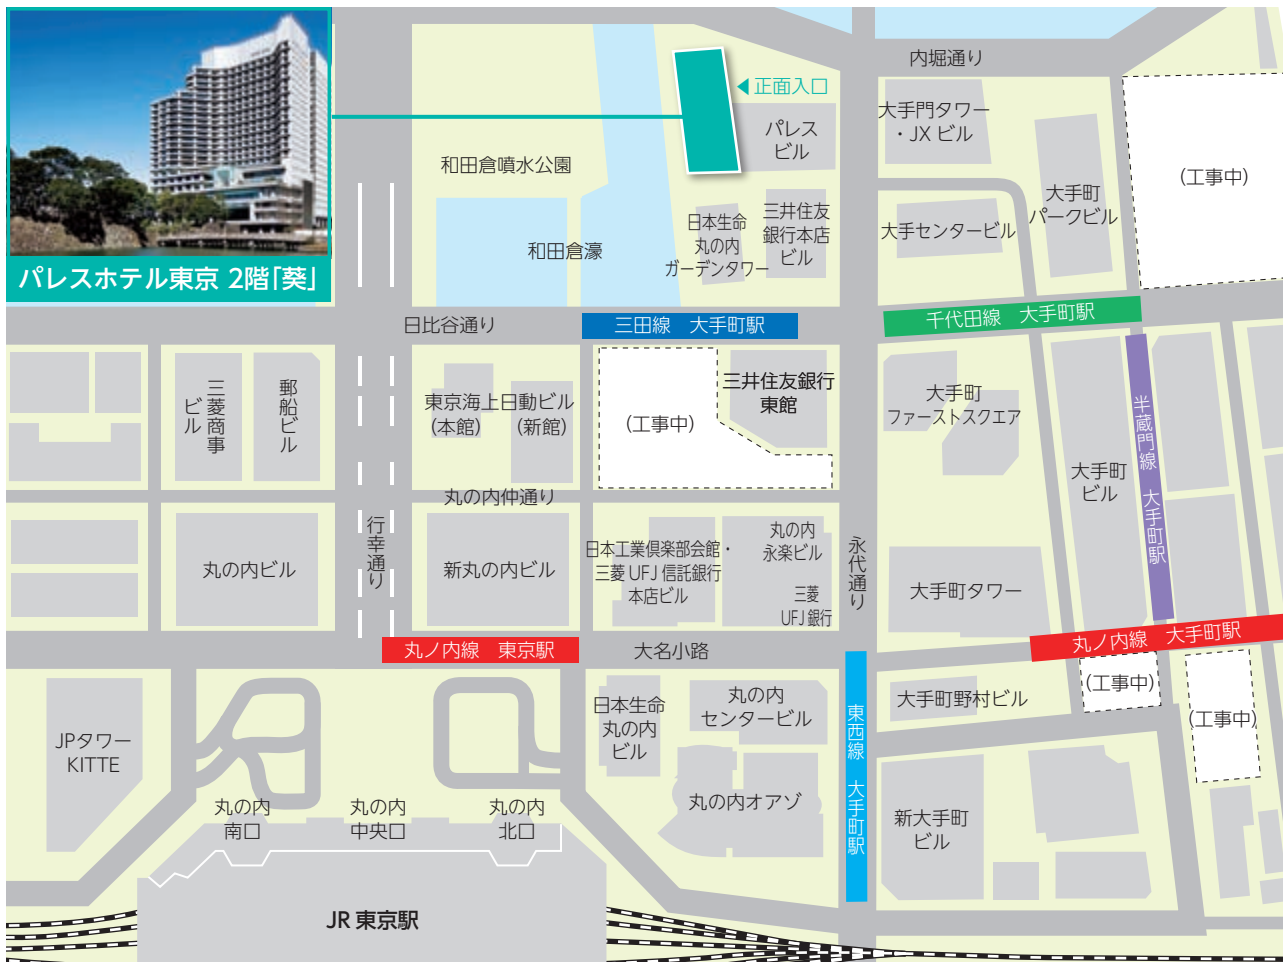 パレスホテル東京 2階「葵」
内堀通り
◀正面入口
パレス
ビル
大手門タワー
・JX ビル
(工事中)
和田倉噴水公園
大手町
パークビル
日本生命
丸の内
ガーデンタワー
三井住友
銀行本店
ビル
大手センタービル
和田倉濠
日比谷通り
三田線 大手町駅
千代田線 大手町駅
三菱商事
ビル
郵船ビル
東京海上日動ビル
(本館)
(新館)
(工事中)
三井住友銀行
東館
大手町
ファーストスクエア
半蔵門線 大手町駅
大手町
ビル
丸の内仲通り
行幸通り
永代通り
丸の内ビル
新丸の内ビル
日本工業倶楽部会館・
三菱 UFJ 信託銀行
本店ビル
丸の内
永楽ビル
三菱
UFJ 銀行
大手町タワー
丸ノ内線 東京駅
大名小路
丸ノ内線 大手町駅
(工事中)
(工事中)
大手町野村ビル
日本生命
丸の内
ビル
丸の内
センタービル
東西線 大手町駅
JPタワー
KITTE
丸の内
南口
丸の内
中央口
丸の内
北口
丸の内オアゾ
新大手町
ビル
JR 東京駅